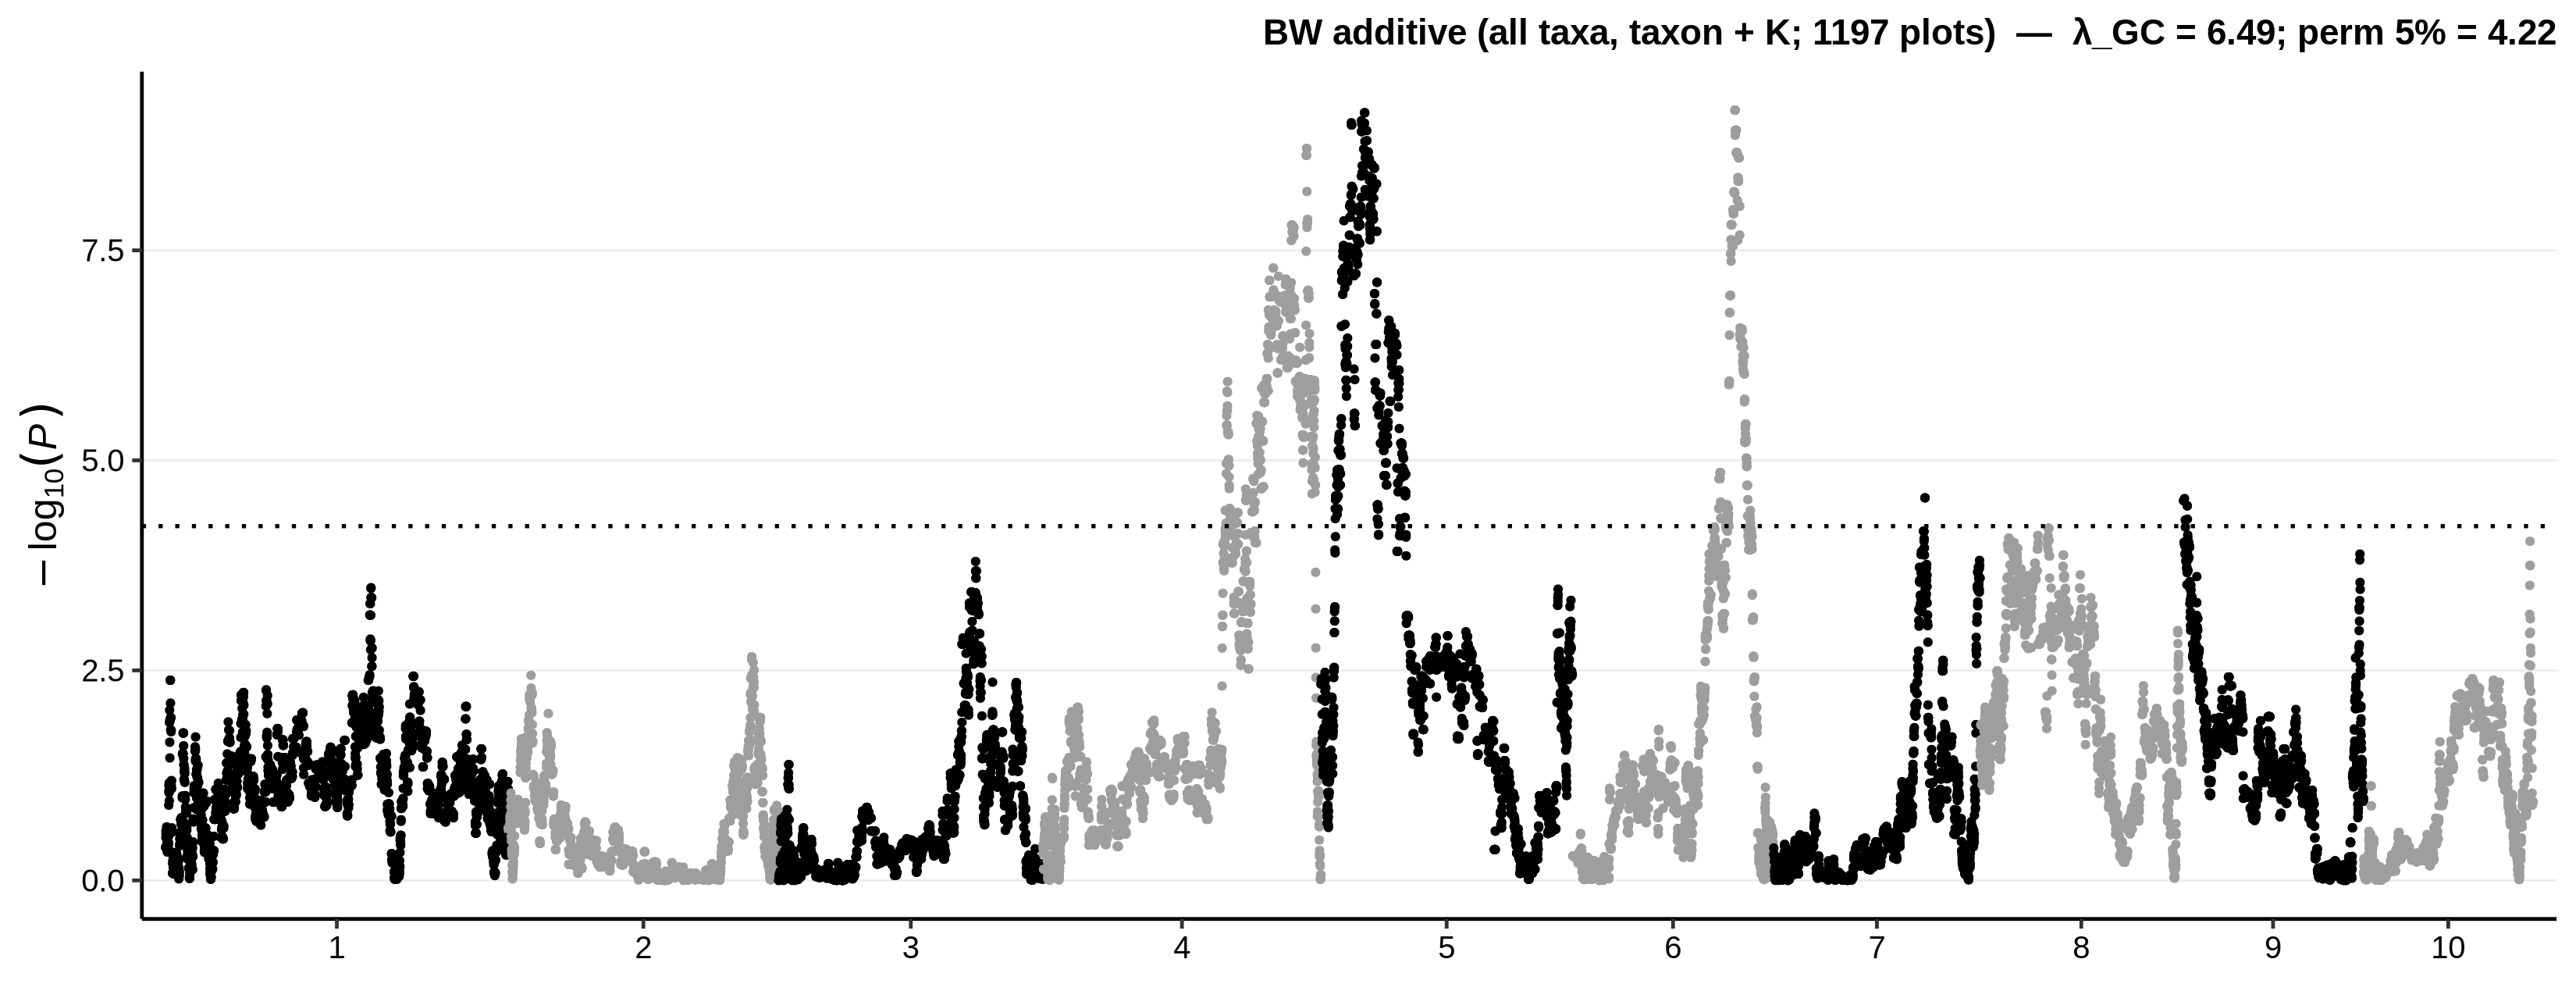 BW additive (all taxa, taxon + K; 1197 plots) — λ_GC = 6.49; perm 5% = 4.22
− log10(P)
7.5
5.0
2.5
0.0
1 2 3 4 5 6 7 8 9 10